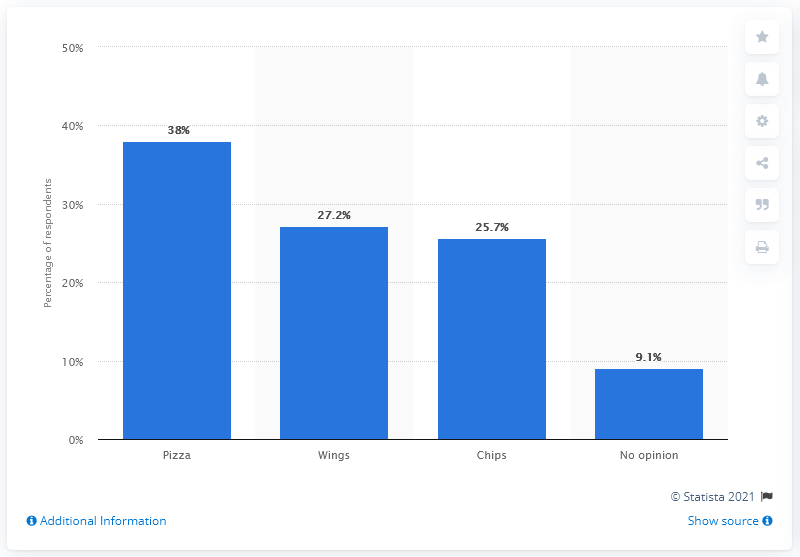 50%
40%
30%
20%
10%
0%
Percentage of respondents
38%
27.2%
25.7%
9.1%
Pizza
Wings
Chips
No opinion
© Statista 2021
Additional Information
Show source